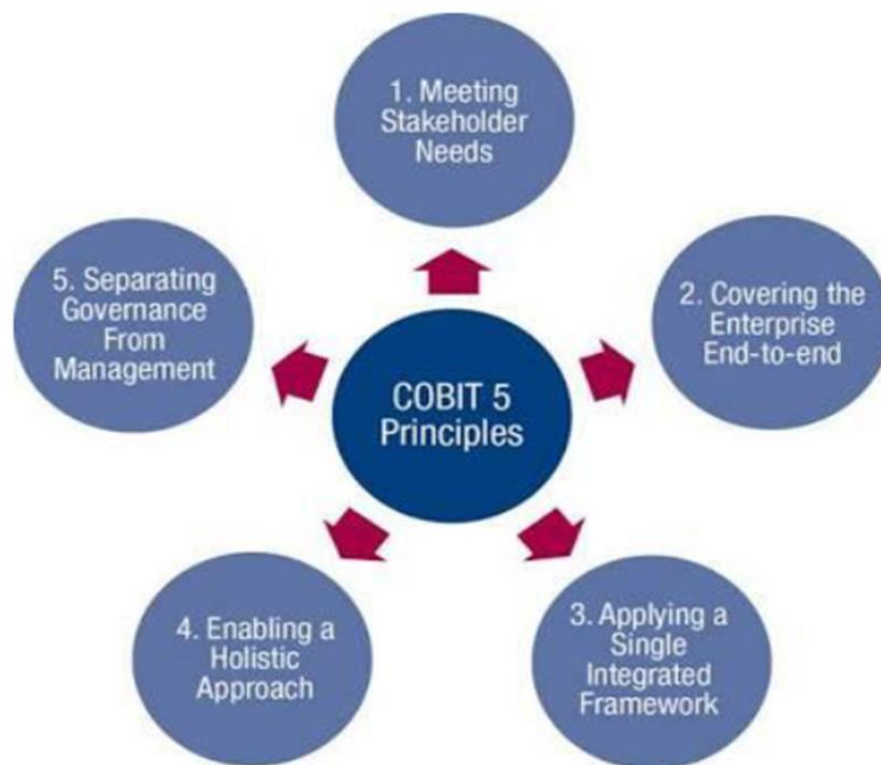 1. Meeting
Stakeholder
Needs
2. Covering the
Enterprise
End-to-end
3. Applying a
Single
Integrated
Framework
4. Enabling a
Holistic
Approach
5. Separating
Governance
From
Management
COBIT 5
Principles